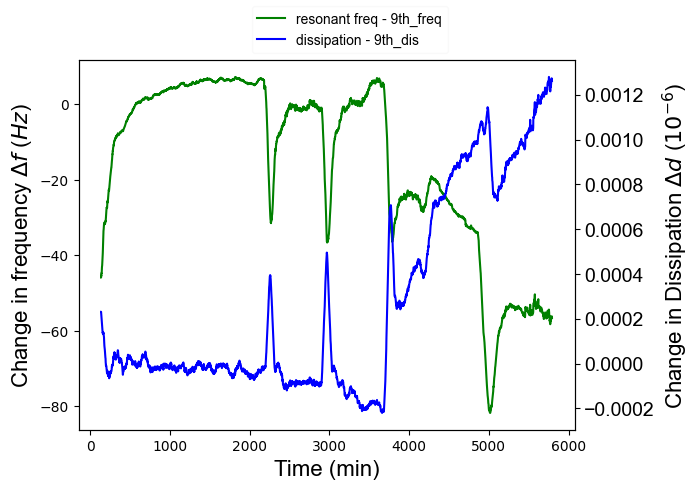 resonant freq - 9th_freq
dissipation - 9th_dis
Change in frequency Δf (Hz)
0
−20
−40
−60
−80
0.0012
0.0010
0.0008
0.0006
0.0004
0.0002
0.0000
−0.0002
Change in Dissipation Δd (10⁻⁶)
0 1000 2000 3000 4000 5000 6000
Time (min)